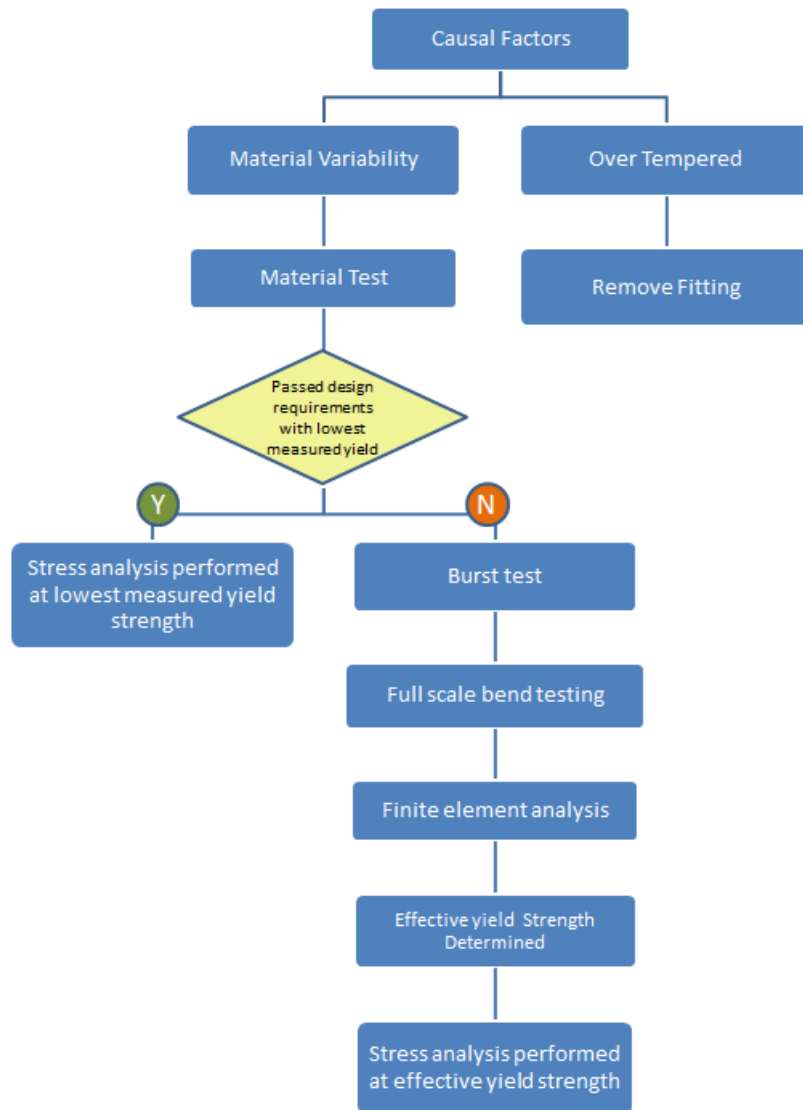 Causal Factors
Material Variability
Over Tempered
Material Test
Remove Fitting
Passed design
requirements
with lowest
measured yield
Y
N
Stress analysis performed
at lowest measured yield
strength
Burst test
Full scale bend testing
Finite element analysis
Effective yield Strength
Determined
Stress analysis performed
at effective yield strength